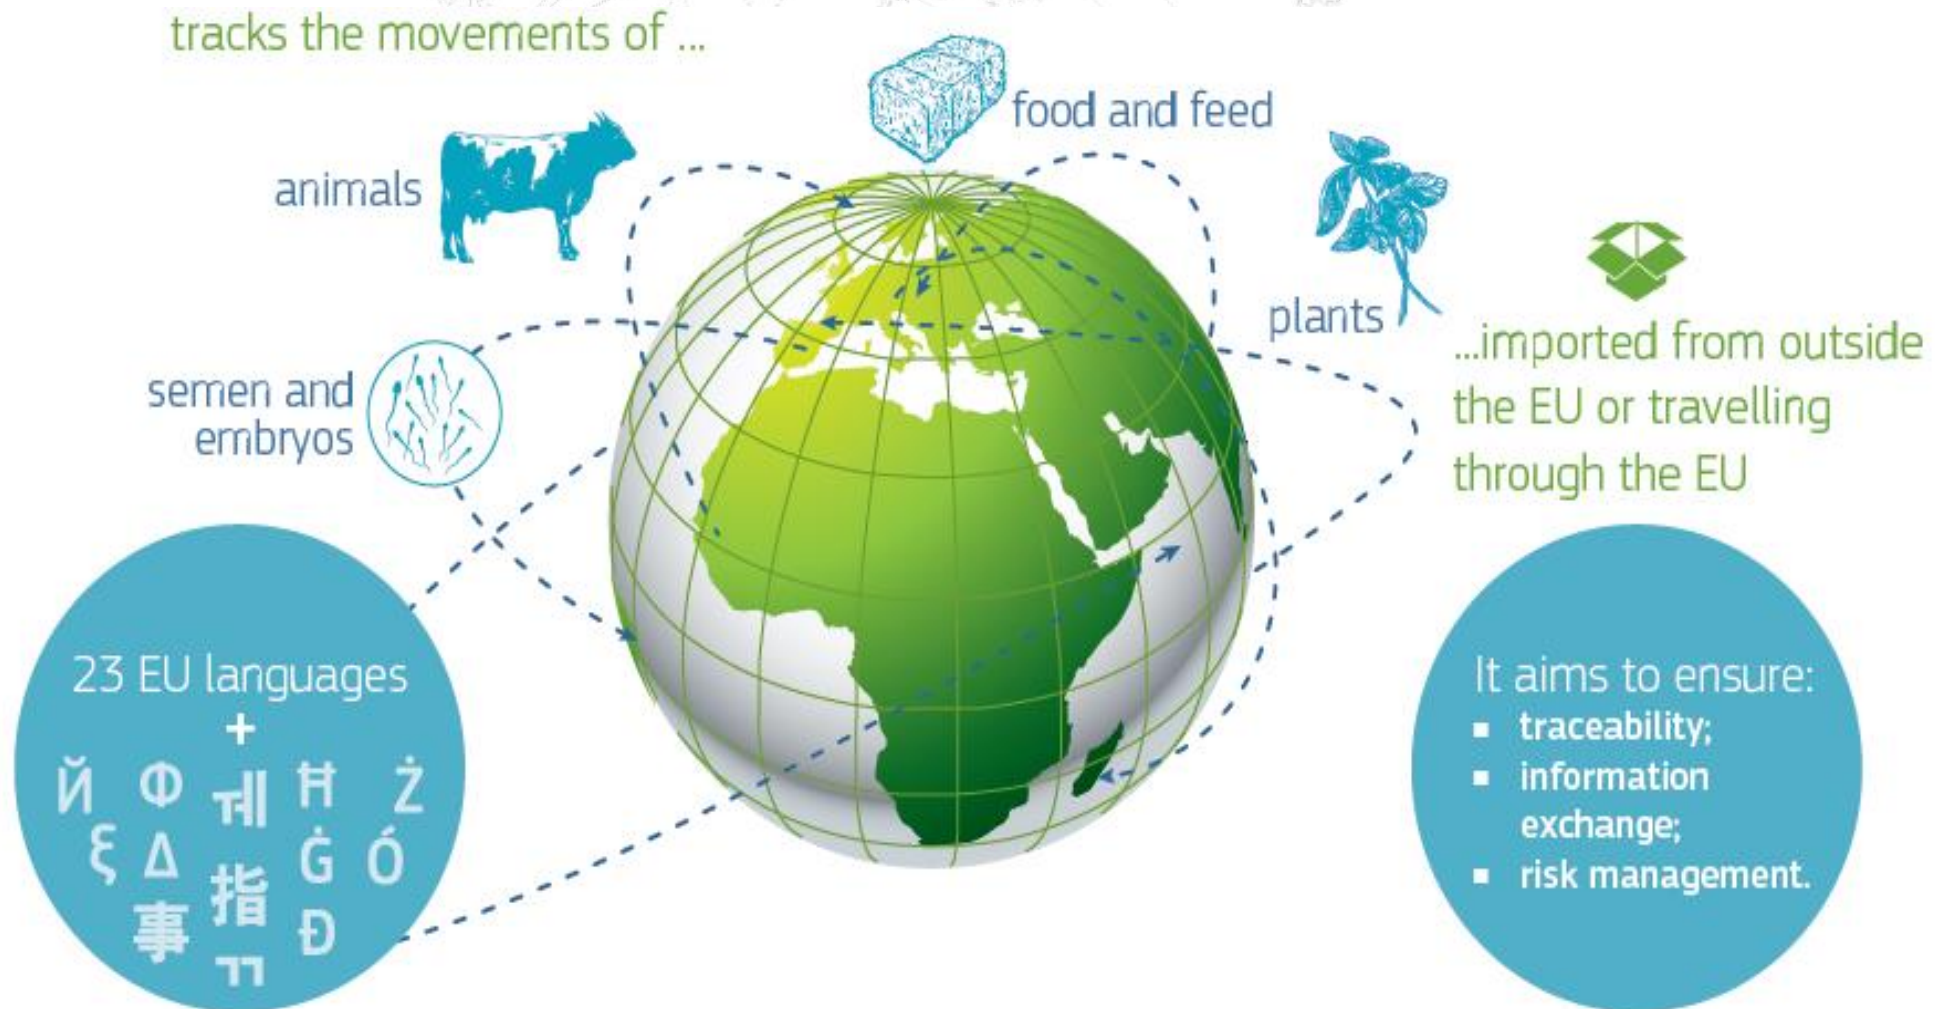 tracks the movements of ...
food and feed
animals
plants
...imported from outside
the EU or travelling
through the EU
semen and
embryos
23 EU languages
+
Й Ф ㅞ Ħ Ż
ξ Δ 指 Ġ Ó
事 ㄲ Đ
It aims to ensure:
▪ traceability;
▪ information
exchange;
▪ risk management.